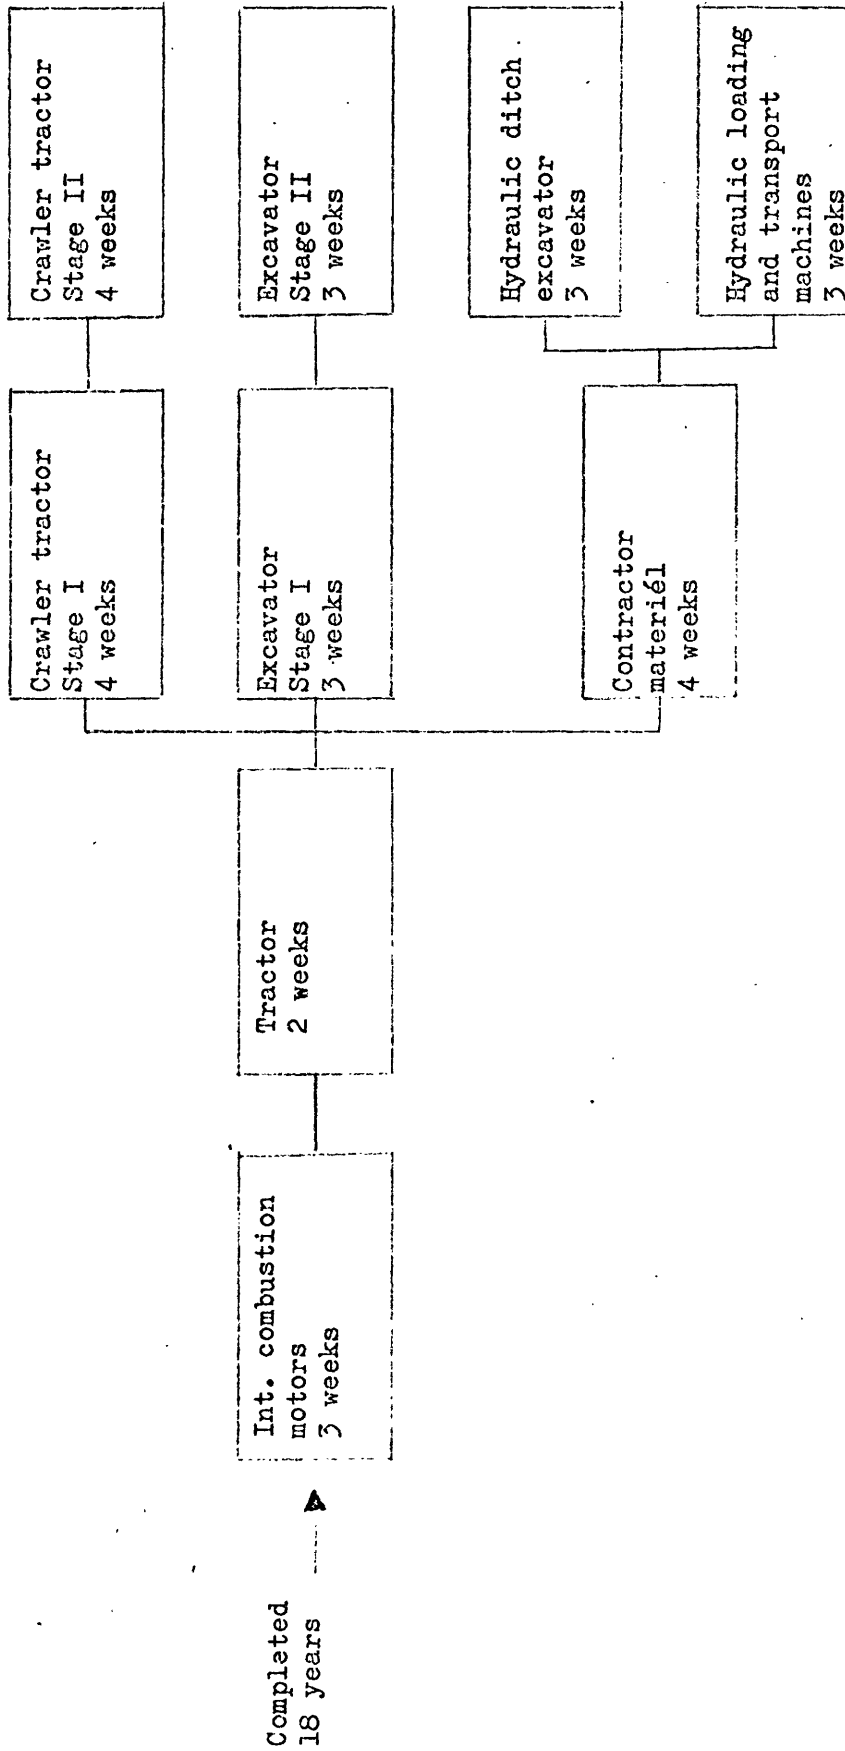 Completed
18 years
Int. combustion
motors
3 weeks
Tractor
2 weeks
Crawler tractor
Stage I
4 weeks
Excavator
Stage I
3 weeks
Contractor
materiél
4 weeks
Crawler tractor
Stage II
4 weeks
Excavator
Stage II
3 weeks
Hydraulic ditch
excavator
3 weeks
Hydraulic loading
and transport
machines
3 weeks